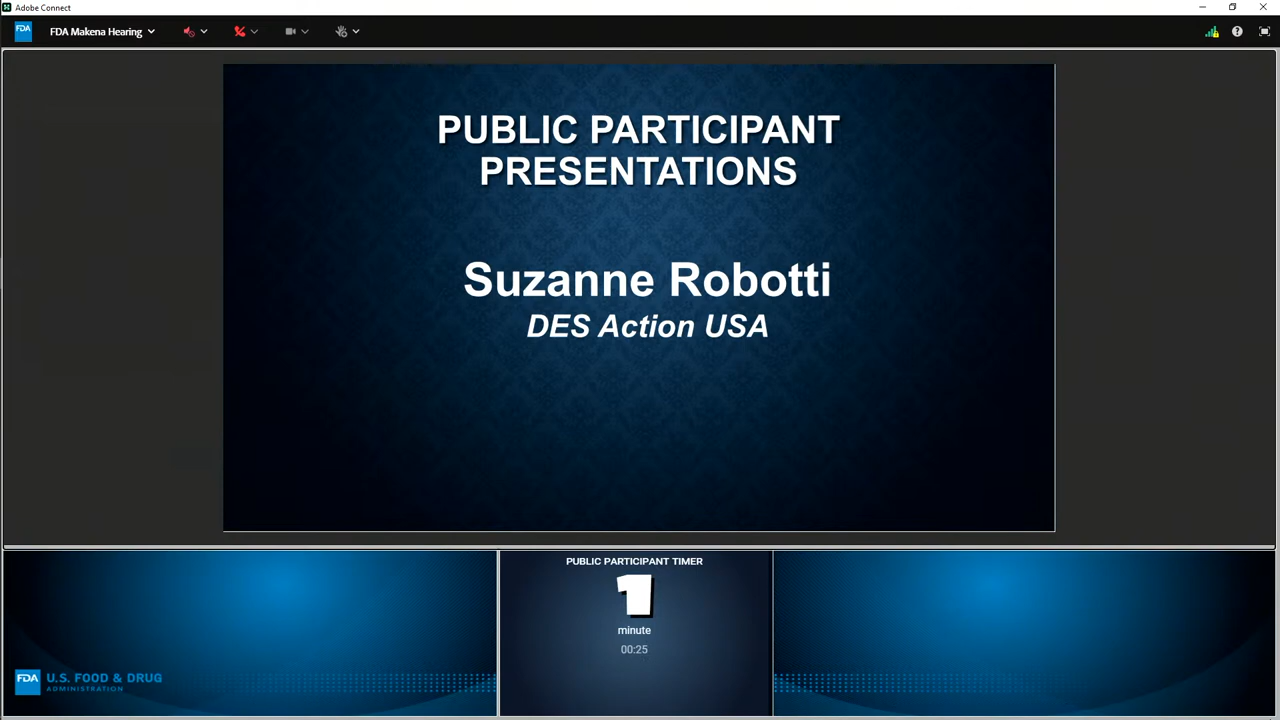 Adobe Connect
FDA
FDA Makena Hearing
PUBLIC PARTICIPANT
PRESENTATIONS
Suzanne Robotti
DES Action USA
PUBLIC PARTICIPANT TIMER
1
minute
00:25
FDA
U.S. FOOD & DRUG
ADMINISTRATION